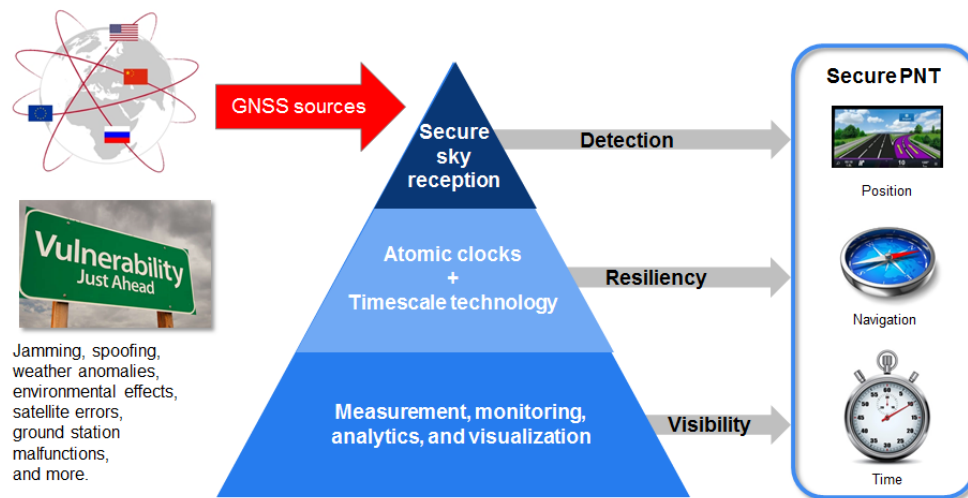 GNSS sources
Secure
sky
reception
Detection
Atomic clocks
+
Timescale technology
Resiliency
Measurement, monitoring,
analytics, and visualization
Visibility
Secure PNT
Position
Navigation
Time
Vulnerability
Just Ahead
Jamming, spoofing,
weather anomalies,
environmental effects,
satellite errors,
ground station
malfunctions,
and more.